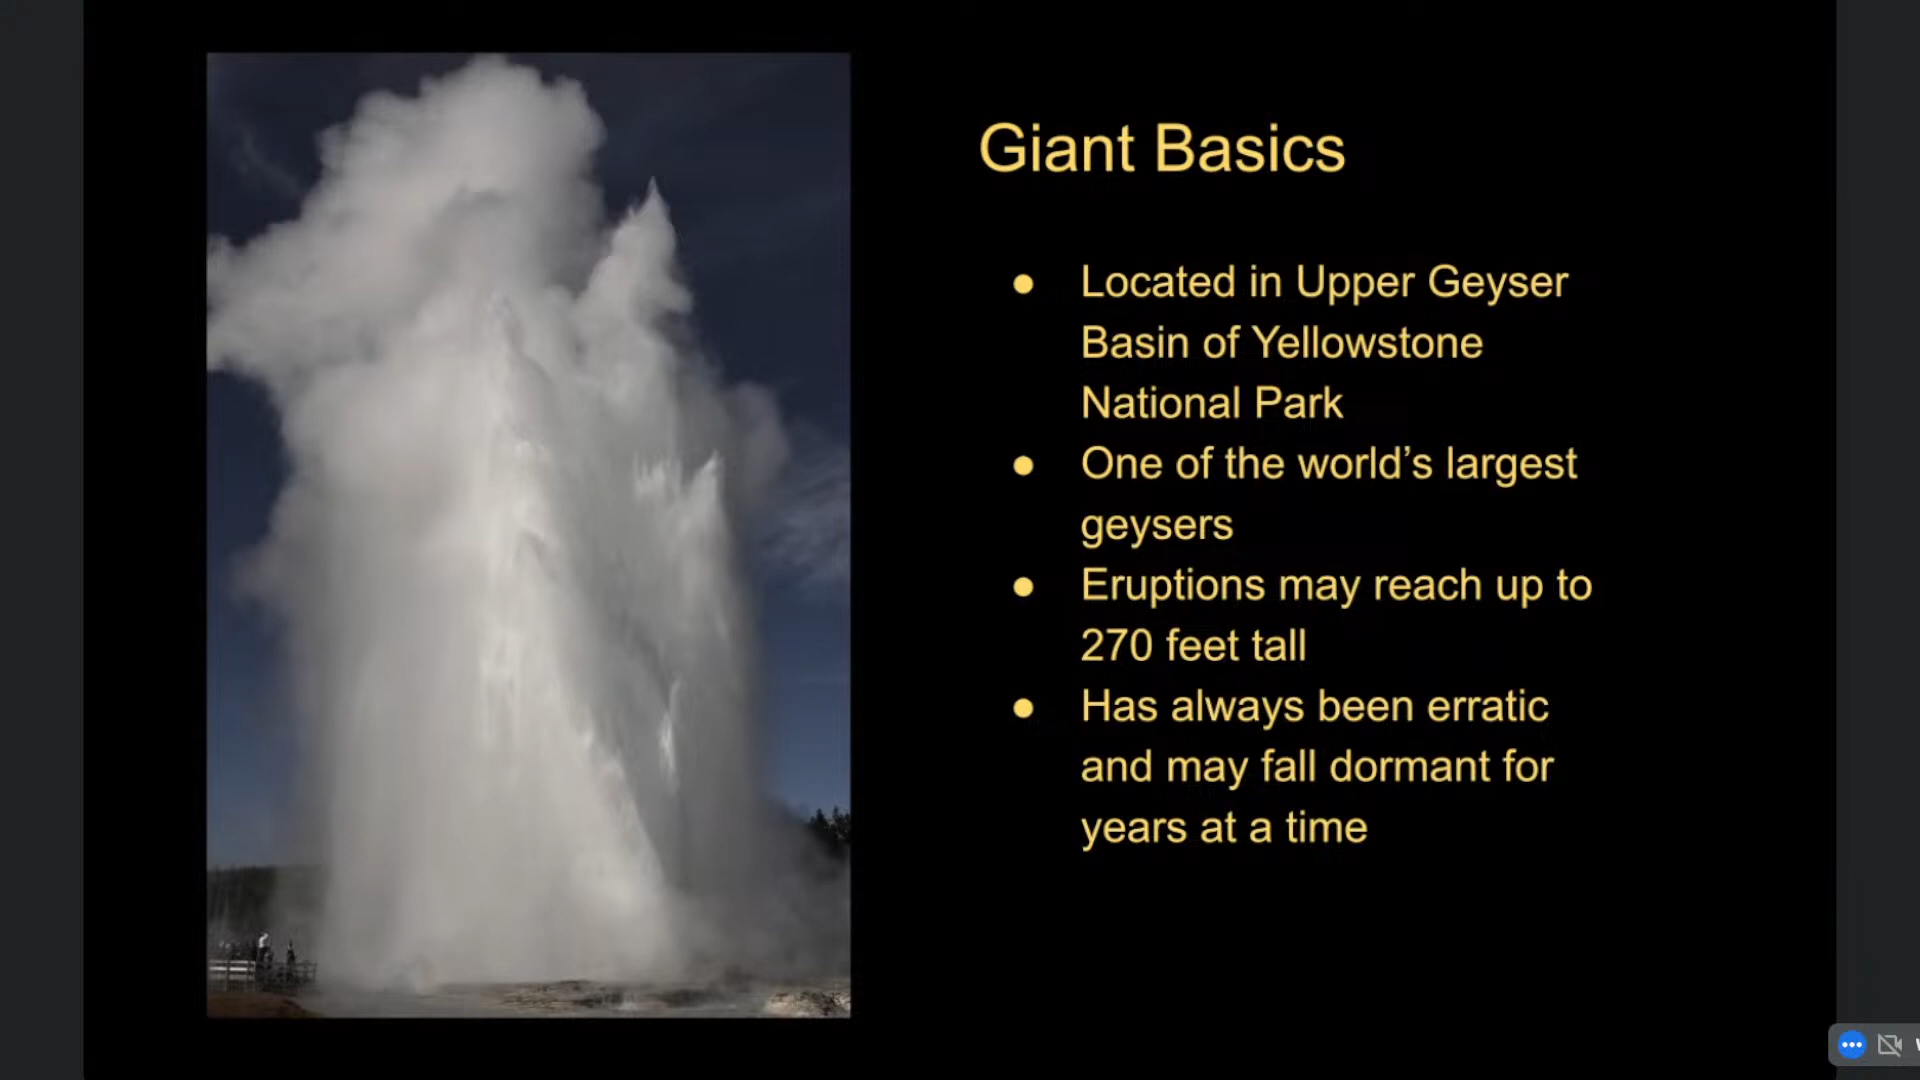 Giant Basics
● Located in Upper Geyser
Basin of Yellowstone
National Park
● One of the world’s largest
geysers
● Eruptions may reach up to
270 feet tall
● Has always been erratic
and may fall dormant for
years at a time